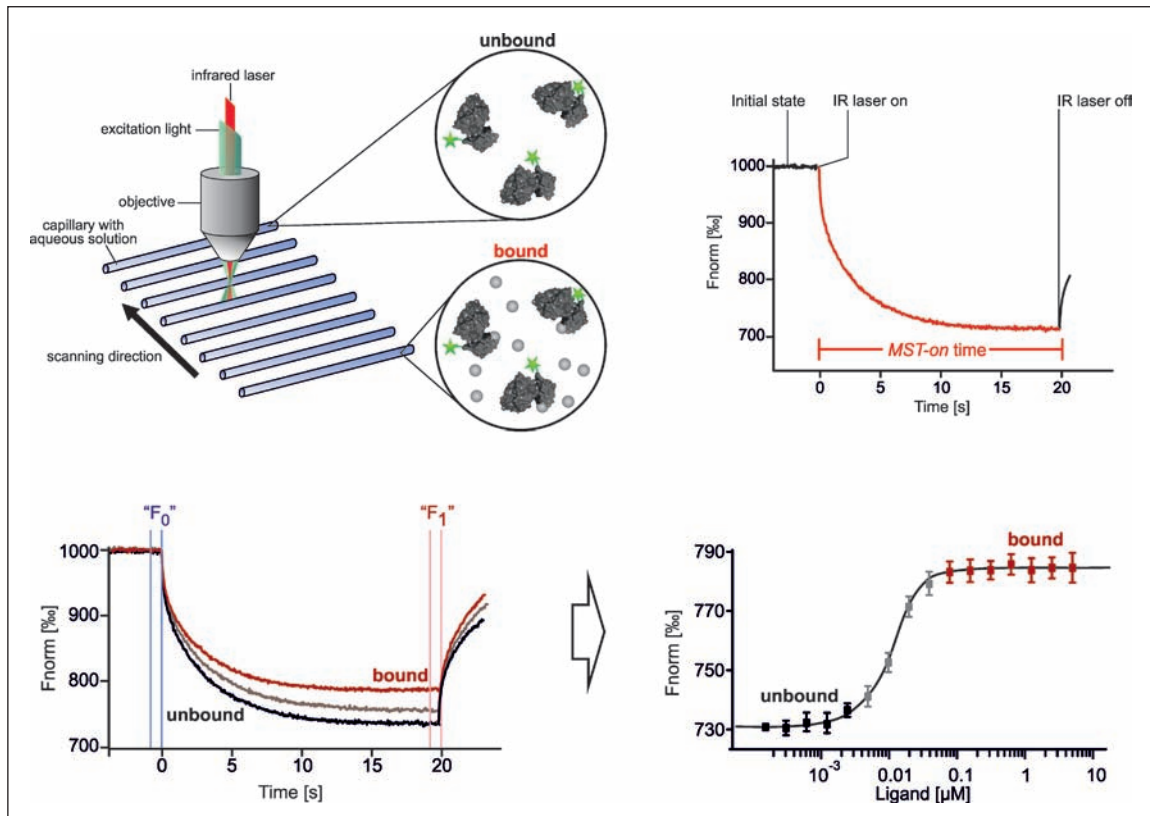 unbound
infrared laser
excitation light
objective
capillary with
aqueous solution
scanning direction
bound
Initial state
IR laser on
IR laser off
1000
900
800
700
Fnorm [‰]
MST-on time
0
5
10
15
20
Time [s]
"F0"
"F1"
1000
900
800
700
Fnorm [‰]
bound
unbound
0
5
10
15
20
Time [s]
790
770
750
730
Fnorm [‰]
bound
unbound
10-3
0.01
0.1
1
10
Ligand [µM]